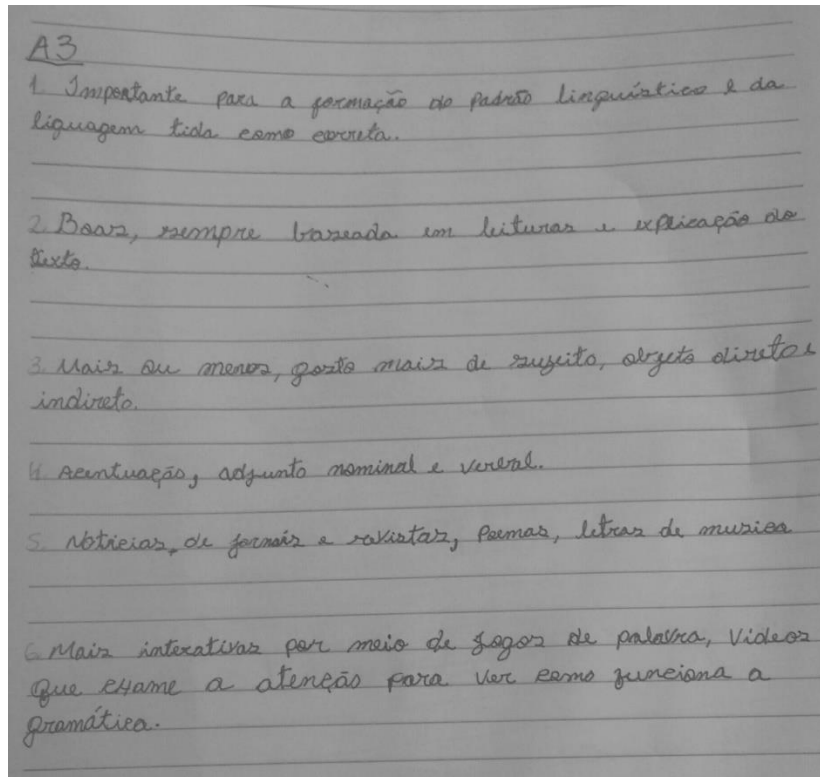 A3
1. Importante para a formação do padrão linguístico e da
liguagem tida como correta.
2. Boas, sempre baseada em leituras e explicação do
texto.
3. Mais ou menos, gosto mais de sujeito, objeto direto e
indireto.
4. Acentuação, adjunto nominal e verbal.
5. Notícias, de jornais e revistas, Poemas, letras de musica
6. Mais interativas por meio de jogos de palavra, Videos
que chame a atenção para ver como funciona a
gramática.